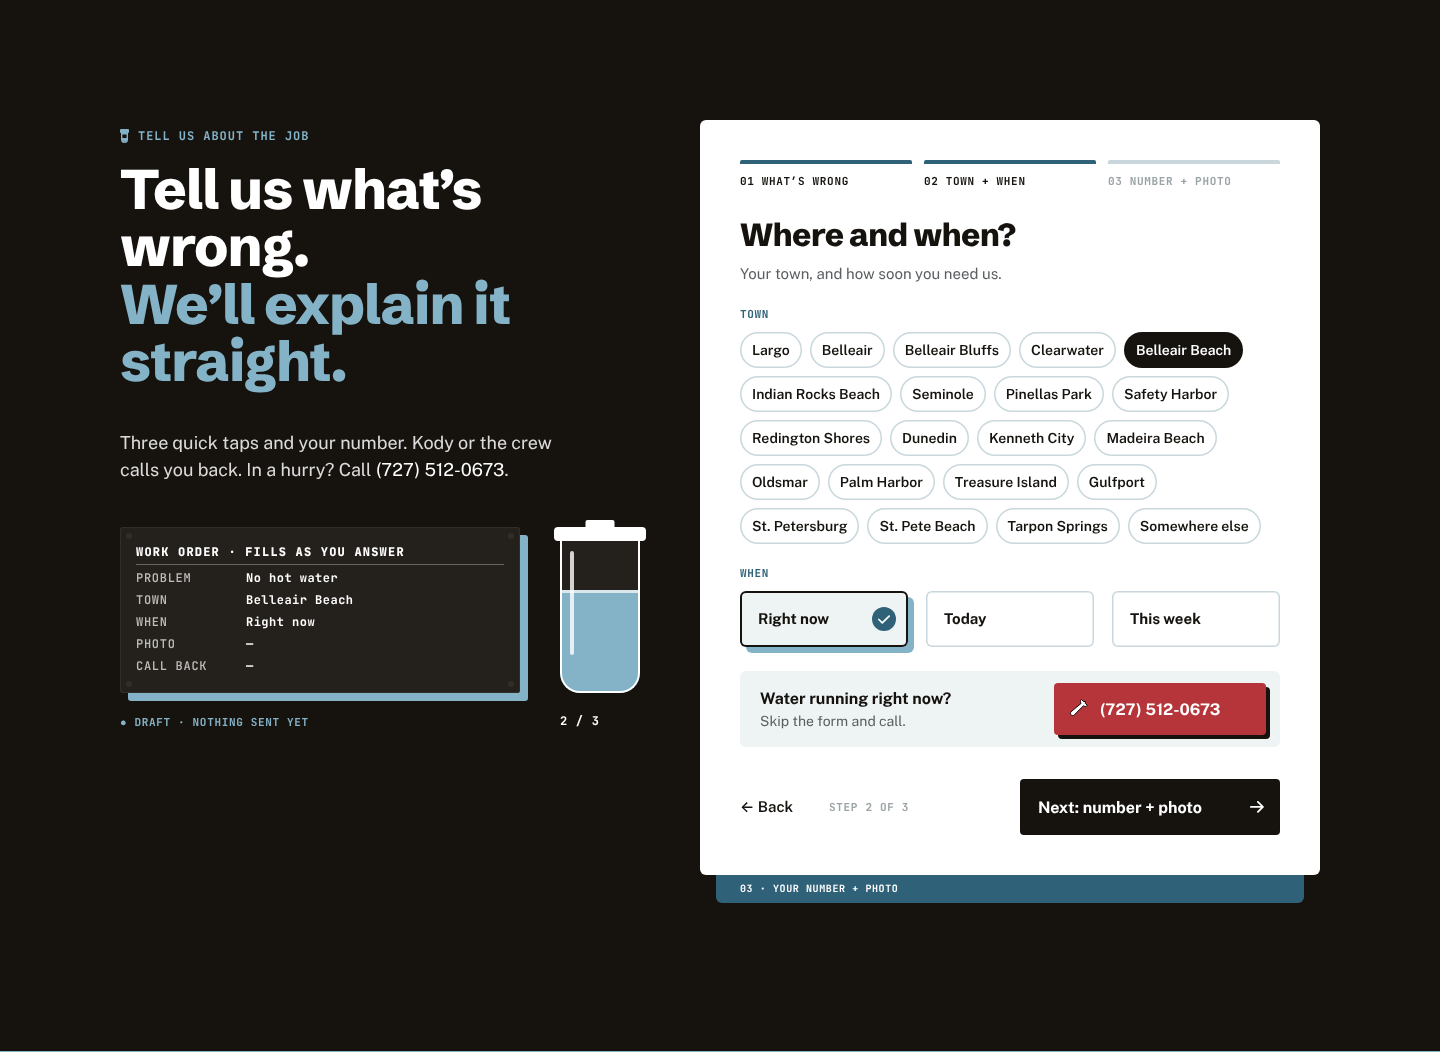 TELL US ABOUT THE JOB
Tell us what’s
wrong.
We’ll explain it
straight.
Three quick taps and your number. Kody or the crew
calls you back. In a hurry? Call (727) 512-0673.
WORK ORDER · FILLS AS YOU ANSWER
PROBLEM No hot water
TOWN Belleair Beach
WHEN Right now
PHOTO —
CALL BACK —
● DRAFT · NOTHING SENT YET
2 / 3
01 WHAT’S WRONG
02 TOWN + WHEN
03 NUMBER + PHOTO
Where and when?
Your town, and how soon you need us.
TOWN
Largo Belleair Belleair Bluffs Clearwater Belleair Beach
Indian Rocks Beach Seminole Pinellas Park Safety Harbor
Redington Shores Dunedin Kenneth City Madeira Beach
Oldsmar Palm Harbor Treasure Island Gulfport
St. Petersburg St. Pete Beach Tarpon Springs Somewhere else
WHEN
Right now Today This week
Water running right now?
Skip the form and call.
(727) 512-0673
← Back
STEP 2 OF 3
Next: number + photo →
03 · YOUR NUMBER + PHOTO